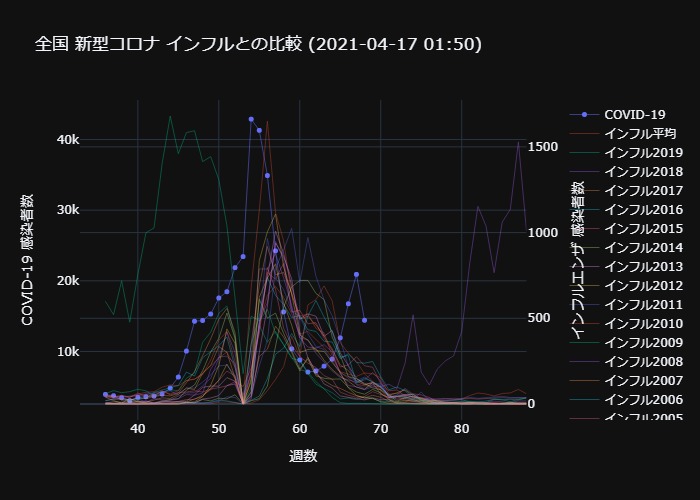 全国 新型コロナ インフルとの比較 (2021-04-17 01:50)
COVID-19 感染者数
40k
30k
20k
10k
1500
1000
500
0
インフルエンザ 感染者数
40
50
60
70
80
週数
COVID-19
インフル平均
インフル2019
インフル2018
インフル2017
インフル2016
インフル2015
インフル2014
インフル2013
インフル2012
インフル2011
インフル2010
インフル2009
インフル2008
インフル2007
インフル2006
インフル2005